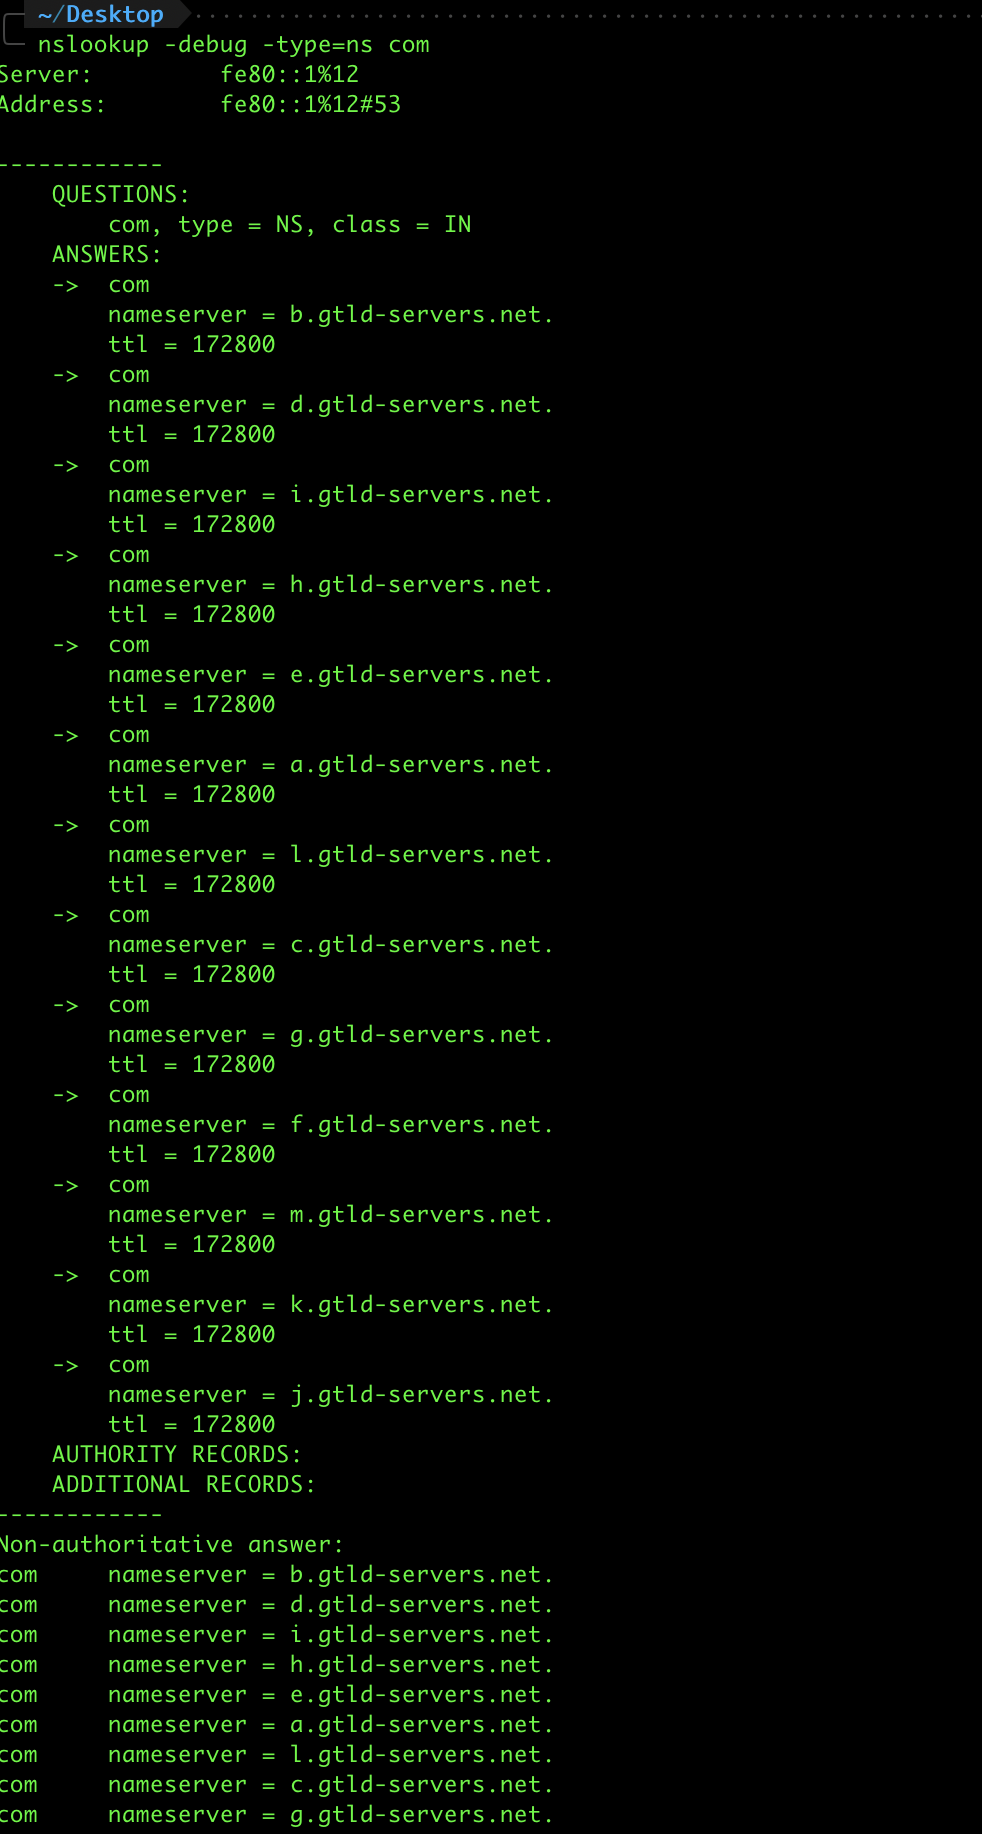 ~/Desktop
nslookup -debug -type=ns com
Server: fe80::1%12
Address: fe80::1%12#53
------------
QUESTIONS:
com, type = NS, class = IN
ANSWERS:
-> com
nameserver = b.gtld-servers.net.
ttl = 172800
-> com
nameserver = d.gtld-servers.net.
ttl = 172800
-> com
nameserver = i.gtld-servers.net.
ttl = 172800
-> com
nameserver = h.gtld-servers.net.
ttl = 172800
-> com
nameserver = e.gtld-servers.net.
ttl = 172800
-> com
nameserver = a.gtld-servers.net.
ttl = 172800
-> com
nameserver = l.gtld-servers.net.
ttl = 172800
-> com
nameserver = c.gtld-servers.net.
ttl = 172800
-> com
nameserver = g.gtld-servers.net.
ttl = 172800
-> com
nameserver = f.gtld-servers.net.
ttl = 172800
-> com
nameserver = m.gtld-servers.net.
ttl = 172800
-> com
nameserver = k.gtld-servers.net.
ttl = 172800
-> com
nameserver = j.gtld-servers.net.
ttl = 172800
AUTHORITY RECORDS:
ADDITIONAL RECORDS:
------------
Non-authoritative answer:
com nameserver = b.gtld-servers.net.
com nameserver = d.gtld-servers.net.
com nameserver = i.gtld-servers.net.
com nameserver = h.gtld-servers.net.
com nameserver = e.gtld-servers.net.
com nameserver = a.gtld-servers.net.
com nameserver = l.gtld-servers.net.
com nameserver = c.gtld-servers.net.
com nameserver = g.gtld-servers.net.